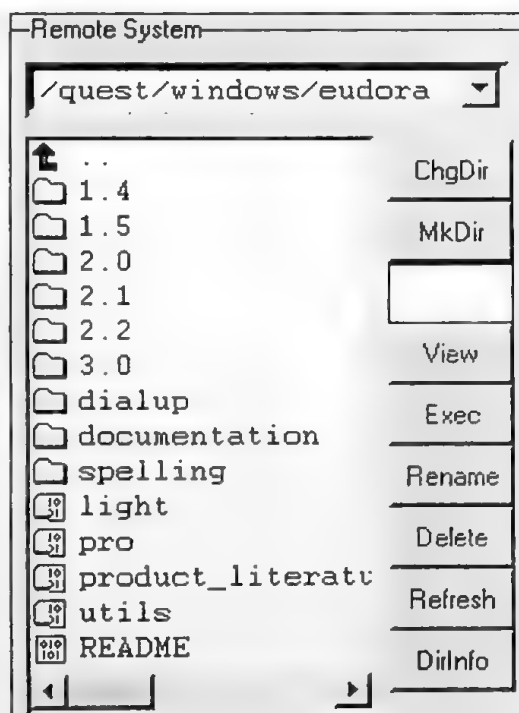 Remote System
/quest/windows/eudora
..
1.4
1.5
2.0
2.1
2.2
3.0
dialup
documentation
spelling
light
pro
product_literatu
utils
README
ChgDir
MkDir
View
Exec
Rename
Delete
Refresh
DirInfo